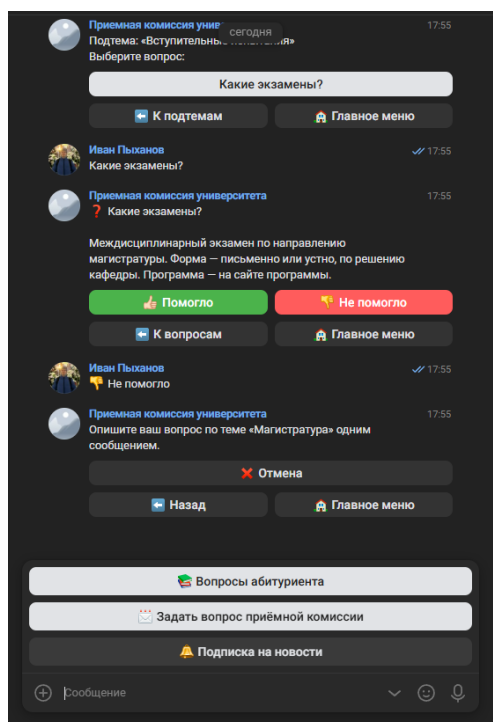 Приемная комиссия униве 17:55
сегодня
Подтема: «Вступительные испытания»
Выберите вопрос:
Какие экзамены?
К подтемам Главное меню
Иван Пыханов 17:55
Какие экзамены?
Приемная комиссия университета 17:55
❓ Какие экзамены?
Междисциплинарный экзамен по направлению
магистратуры. Форма — письменно или устно, по решению
кафедры. Программа — на сайте программы.
Помогло Не помогло
К вопросам Главное меню
Иван Пыханов 17:55
Не помогло
Приемная комиссия университета 17:55
Опишите ваш вопрос по теме «Магистратура» одним
сообщением.
Отмена
Назад Главное меню
Вопросы абитуриента
Задать вопрос приёмной комиссии
Подписка на новости
Сообщение